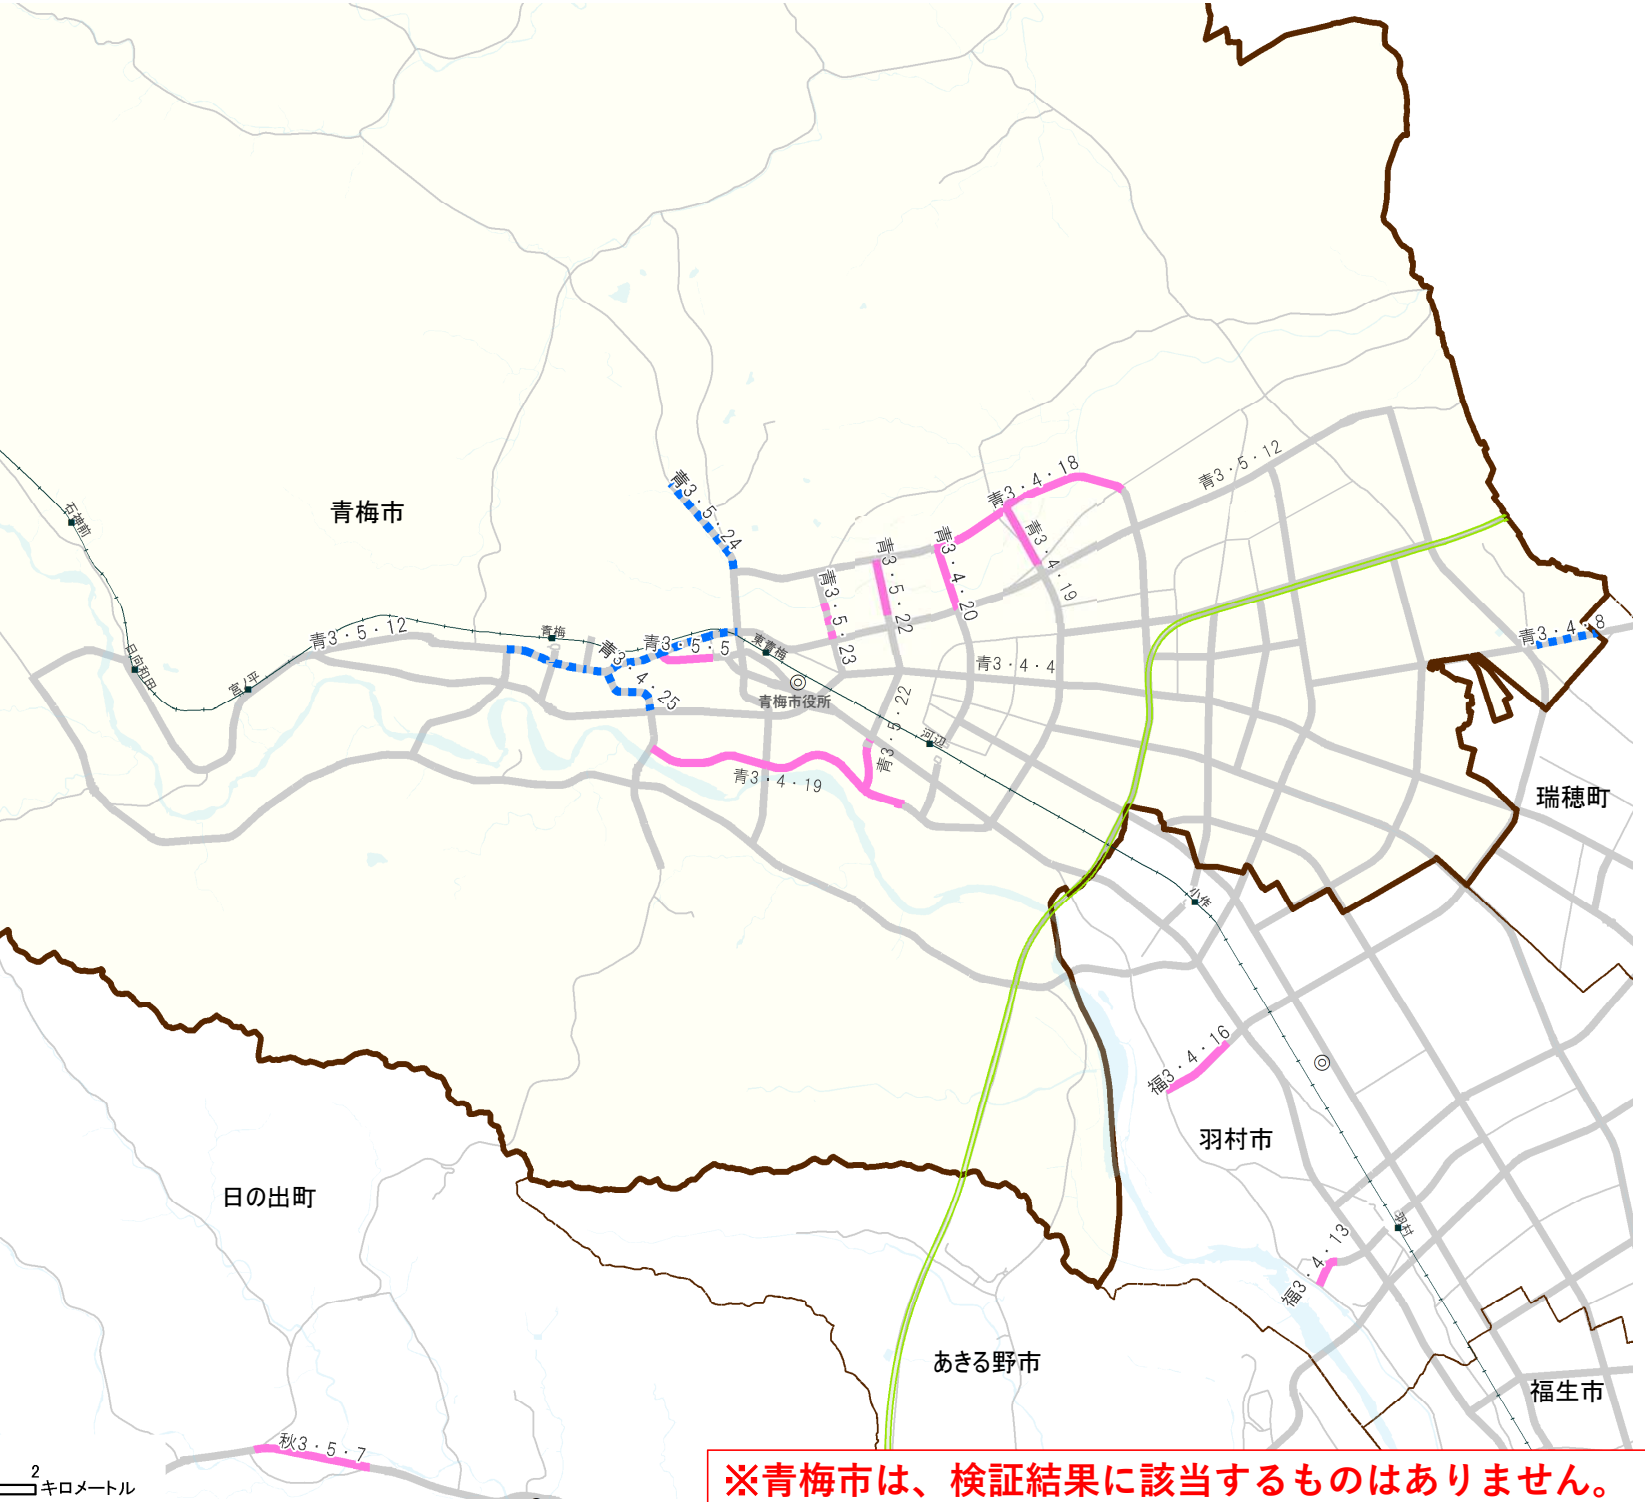 青3・4・18
青3・5・12
青3・5・24
青梅市
石神前
青3・4・19
青3・4・20
青3・5・22
青3・5・23
青3・4・8
青3・5・12
青梅
青3・5・5
東青梅
日向和田
宮ノ平
青3・4・25
青3・4・4
青梅市役所
青3・5・22
河辺
青3・4・19
瑞穂町
小作
福3・4・16
羽村市
日の出町
羽村
福3・4・13
あきる野市
福生市
秋3・5・7
2
キロメートル
※青梅市は、検証結果に該当するものはありません。